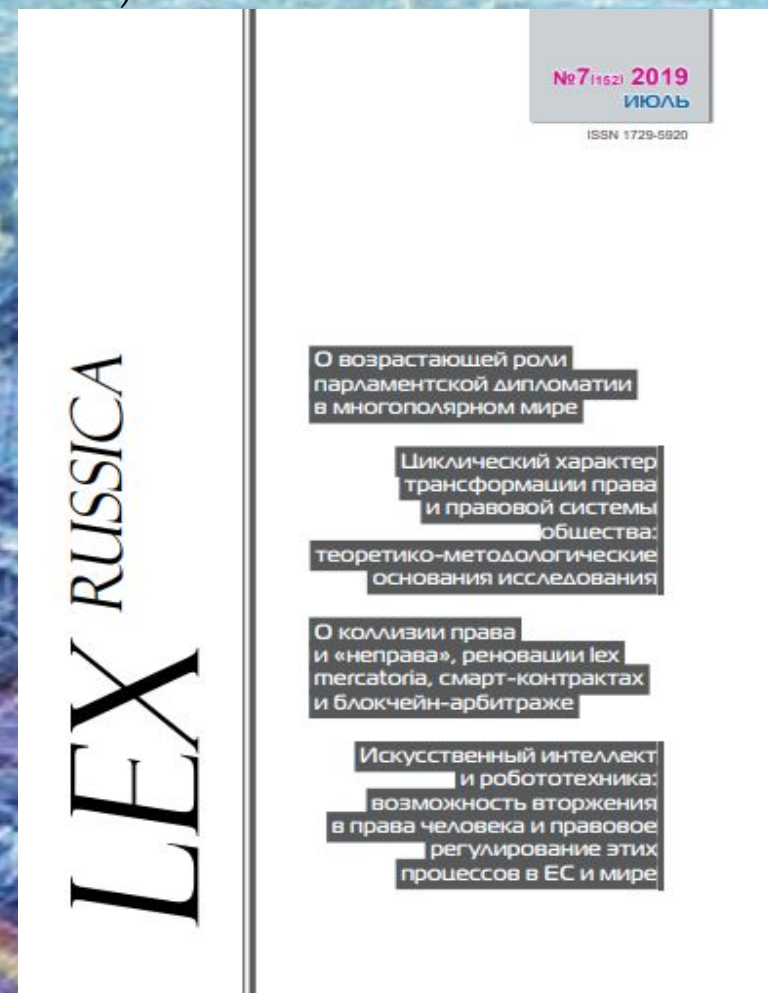 №7(152) 2019
ИЮЛЬ
ISSN 1729-5920
LEX RUSSICA
О возрастающей роли
парламентской дипломатии
в многополярном мире
Циклический характер
трансформации права
и правовой системы
общества:
теоретико-методологические
основания исследования
О коллизии права
и «неправа», реновации lex
mercatoria, смарт-контрактах
и блокчейн-арбитраже
Искусственный интеллект
и робототехника:
возможность вторжения
в права человека и правовое
регулирование этих
процессов в ЕС и мире